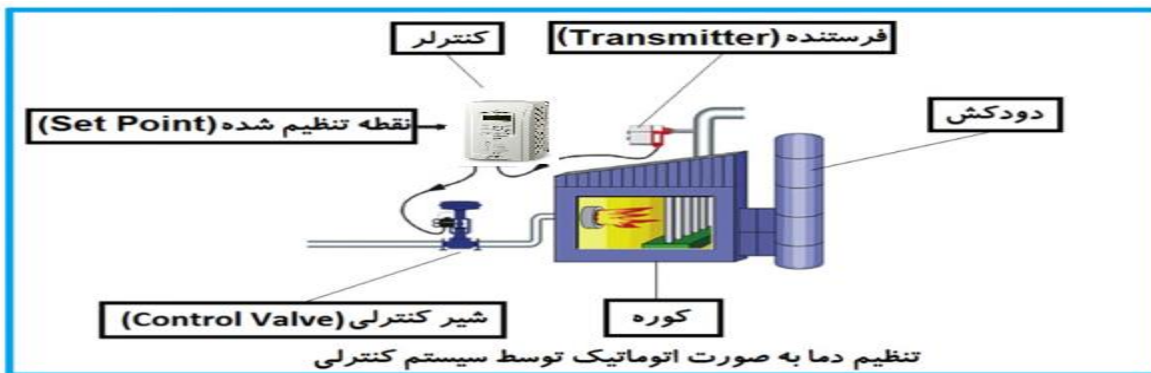 کنترلر
فرستنده (Transmitter)
نقطه تنظیم شده (Set Point)
دودکش
شیر کنترلی (Control Valve)
کوره
تنظیم دما به صورت اتوماتیک توسط سیستم کنترلی